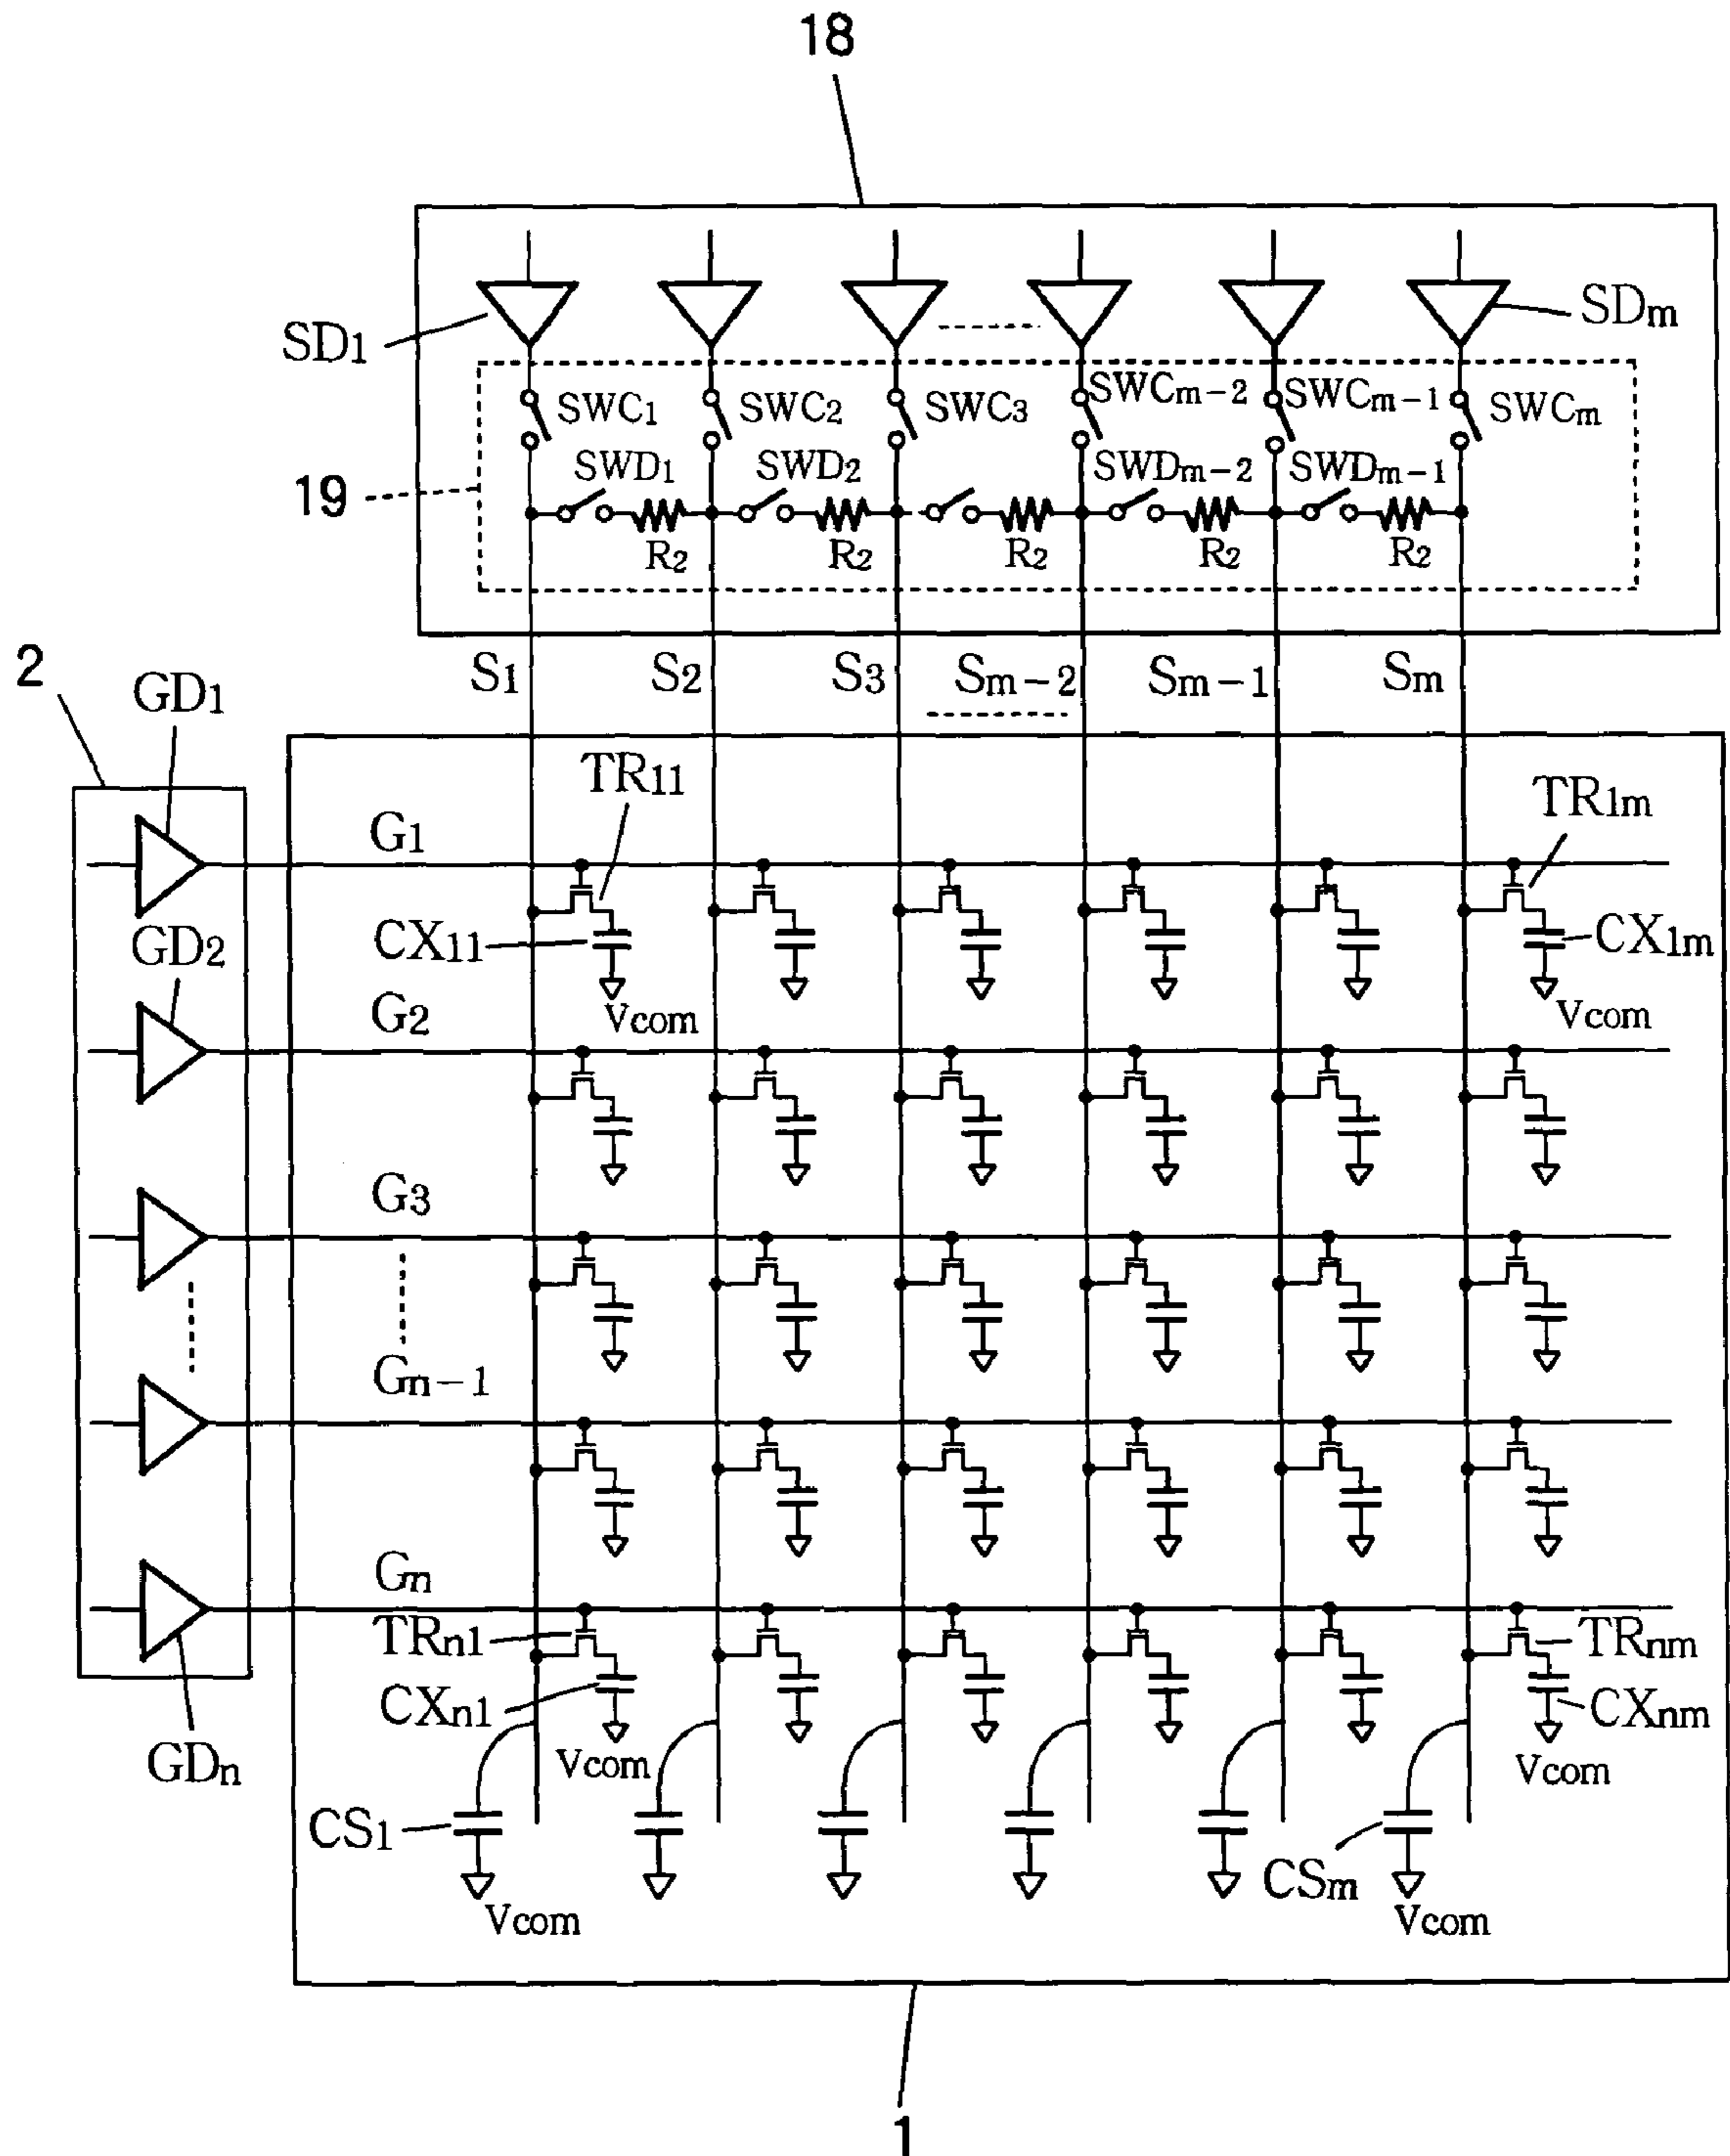 18
SD1 SDm
SWC1 SWC2 SWC3 SWCm-2 SWCm-1 SWCm
SWD1 SWD2 SWDm-2 SWDm-1
19
R2 R2 R2 R2 R2
2
S1 S2 S3 Sm-2 Sm-1 Sm
GD1
TR11 TR1m
G1
CX11 CX1m
GD2
Vcom Vcom
G2
G3
Gn-1
Gn
TRn1 TRnm
CXn1 CXnm
GDn
Vcom Vcom
CS1 CSm
Vcom Vcom
1